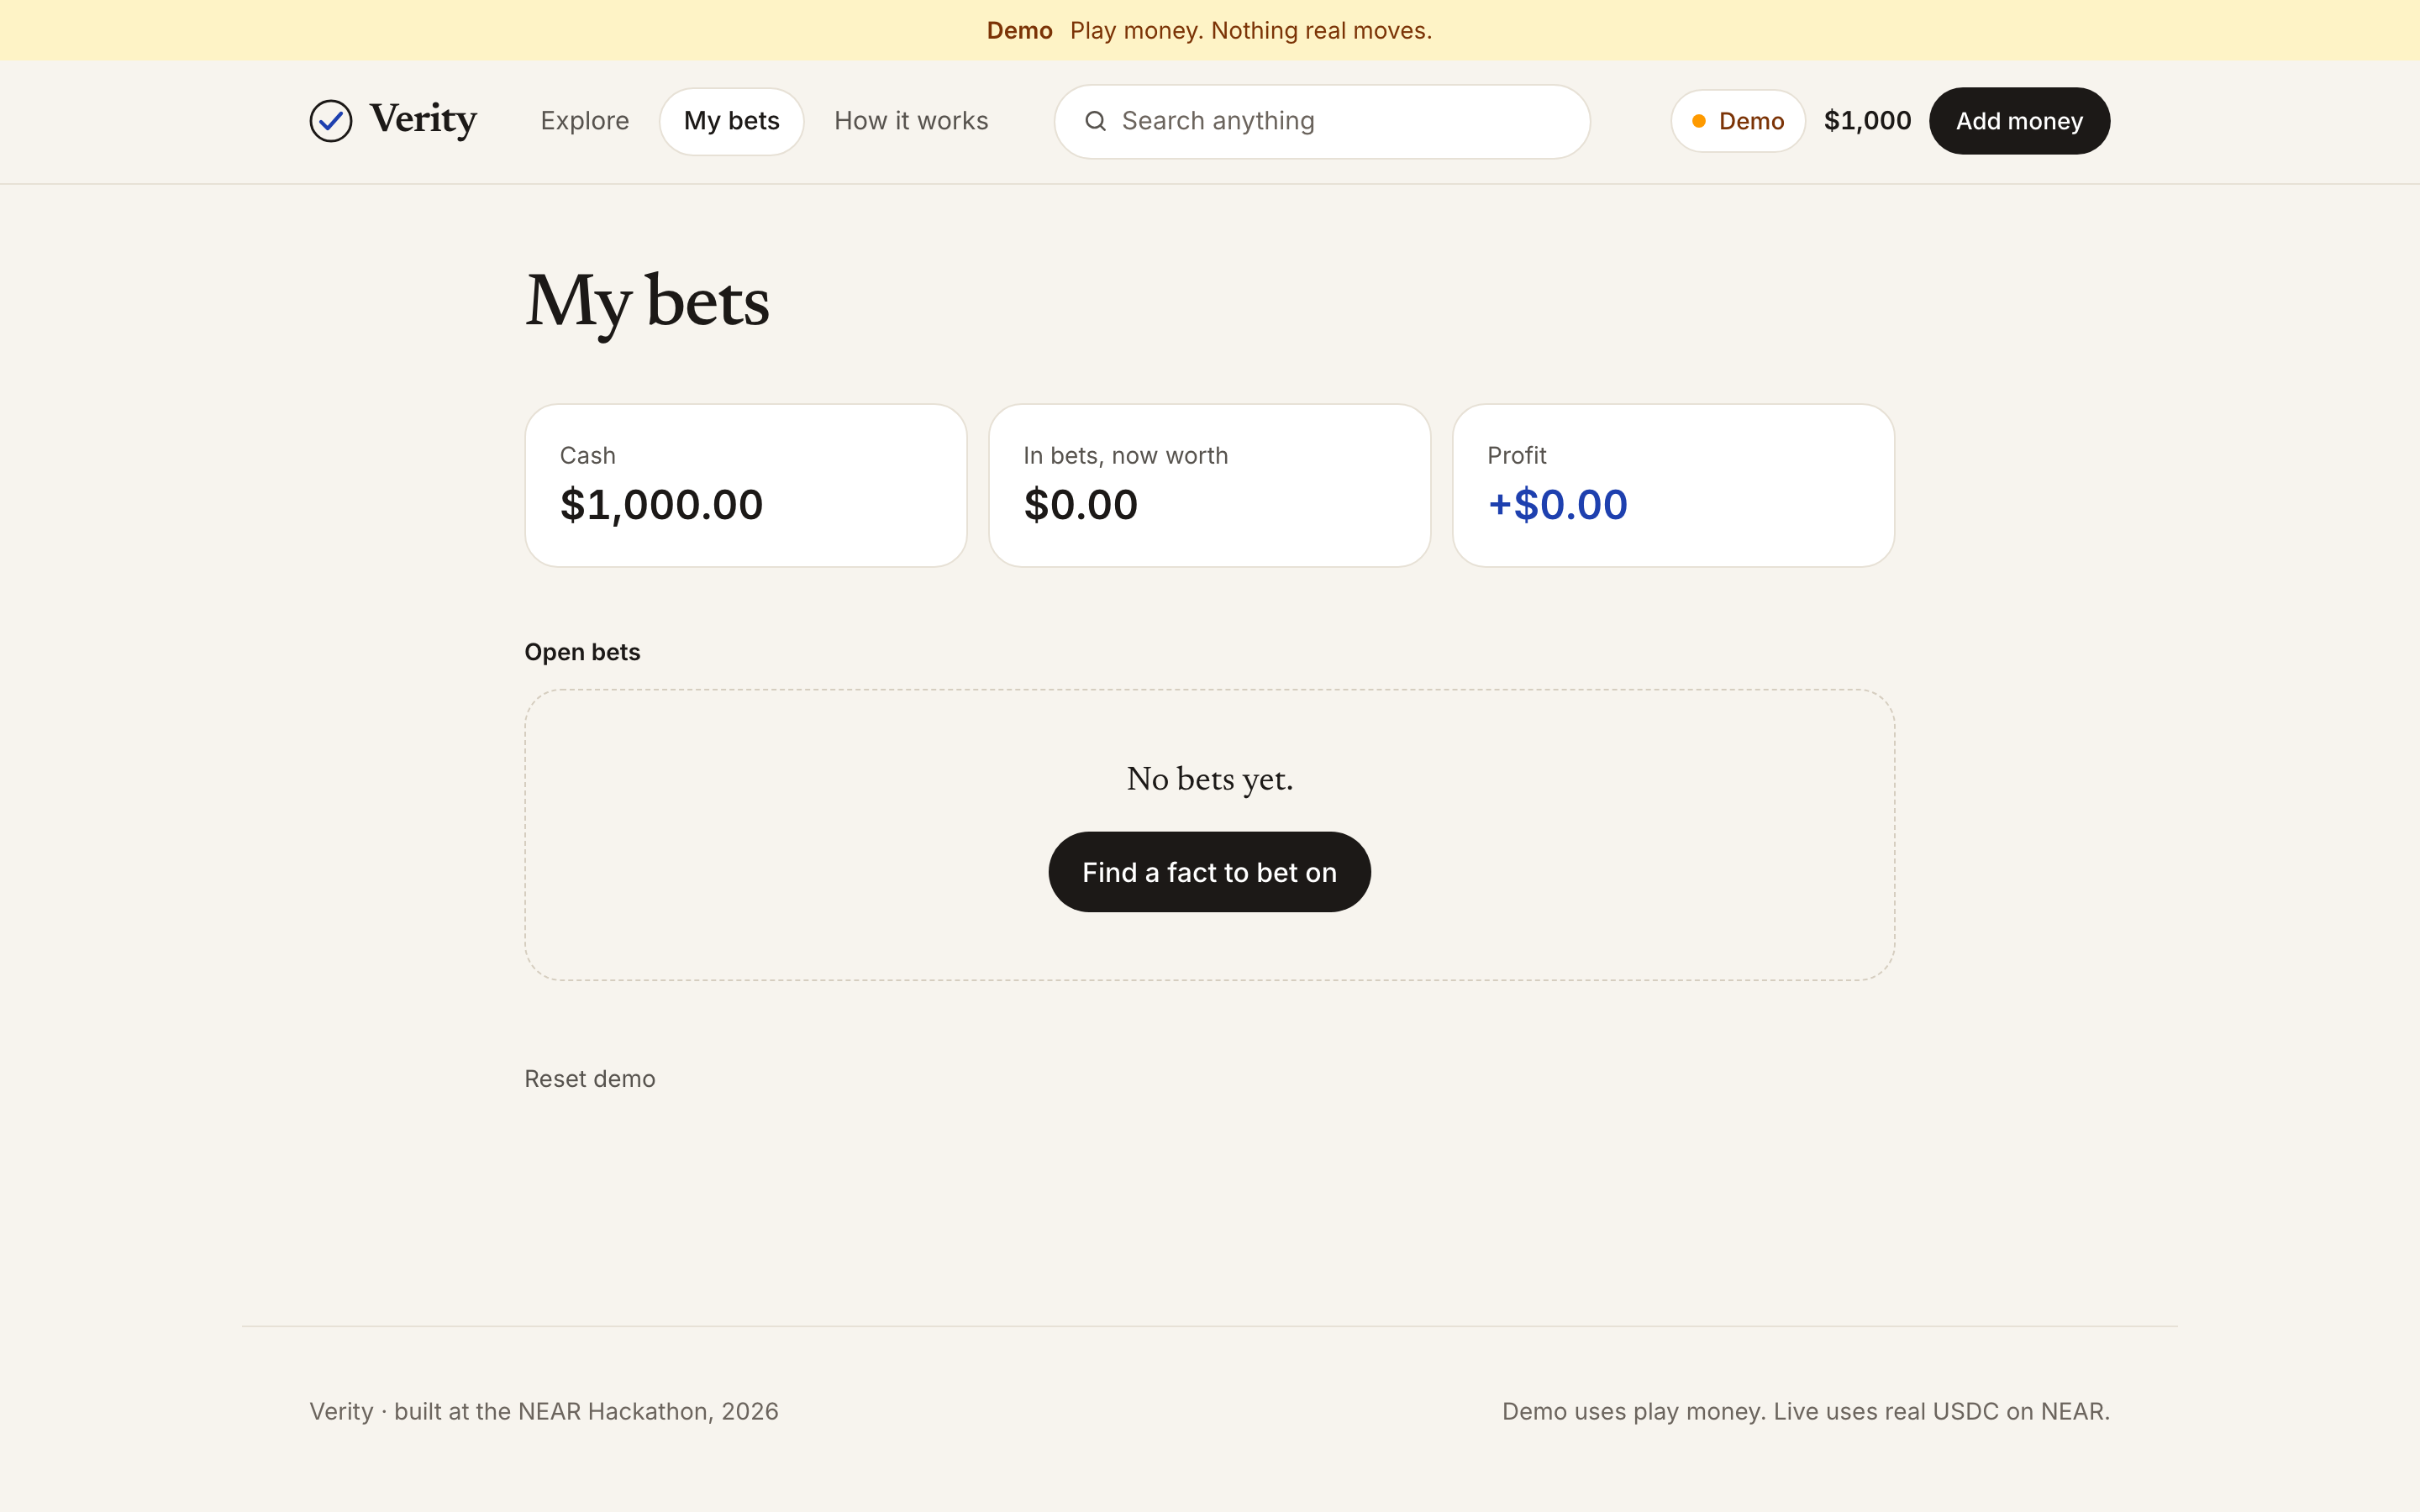 Demo Play money. Nothing real moves.
Verity Explore My bets How it works Search anything Demo $1,000 Add money
My bets
Cash In bets, now worth Profit
$1,000.00 $0.00 +$0.00
Open bets
No bets yet.
Find a fact to bet on
Reset demo
Verity · built at the NEAR Hackathon, 2026 Demo uses play money. Live uses real USDC on NEAR.